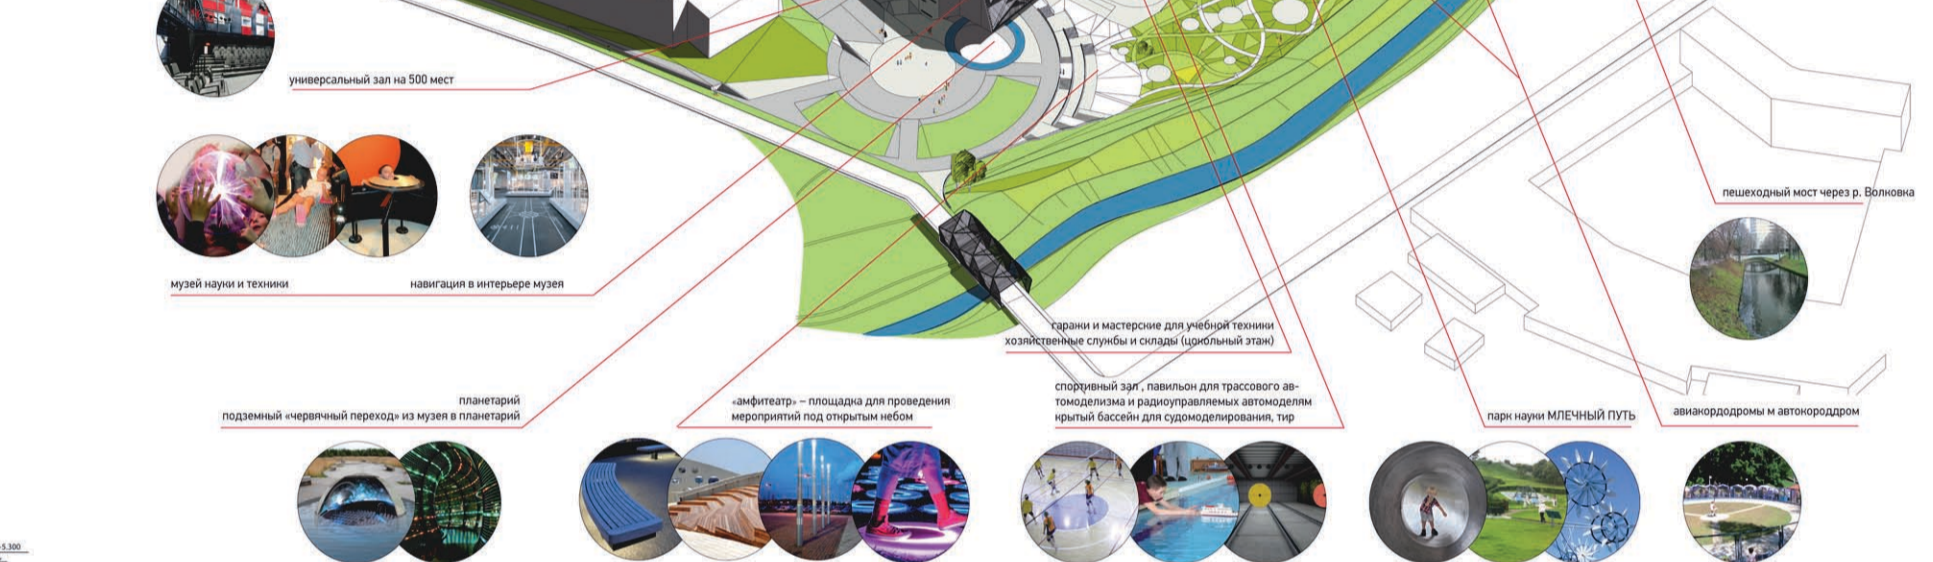 универсальный зал на 500 мест
пешеходный мост через р. Волковка
музей науки и техники
навигация в интерьере музея
гаражи и мастерские для учебной техники
хозяйственные службы и склады (цокольный этаж)
планетарий
подземный «червячный переход» из музея в планетарий
«амфитеатр» – площадка для проведения
мероприятий под открытым небом
спортивный зал , павильон для трассового ав-
томоделизма и радиоуправляемых автомоделям
крытый бассейн для судомоделирования, тир
парк науки МЛЕЧНЫЙ ПУТЬ
авиакордодромы м автокороддром
5.300